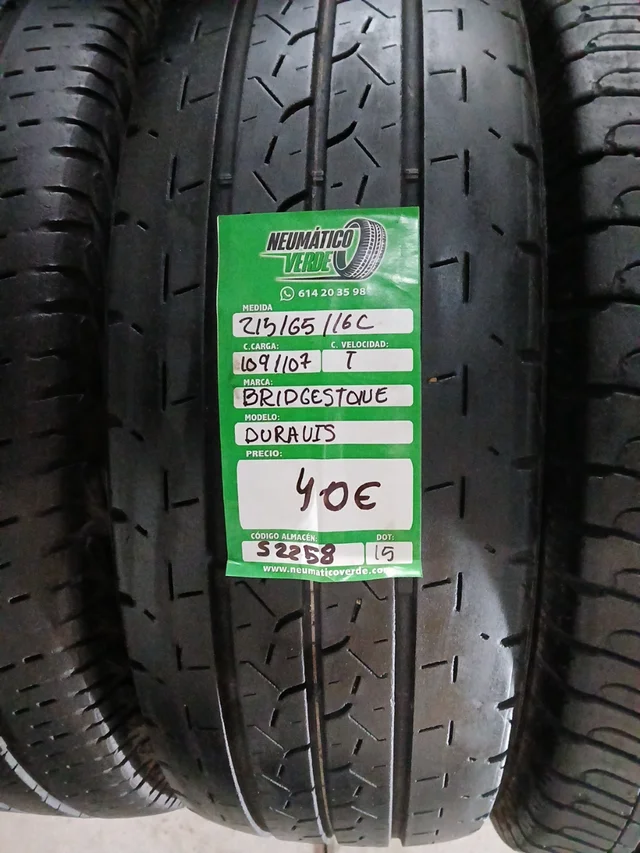 NEUMÁTICO
VERDE
614 20 35 98
MEDIDA
215/65/16C
C.CARGA: C. VELOCIDAD:
109/107 T
MARCA:
BRIDGESTONE
MODELO:
DURAVIS
PRECIO:
40€
CÓDIGO ALMACÉN: DOT:
S2258 15
www.neumaticoverde.com